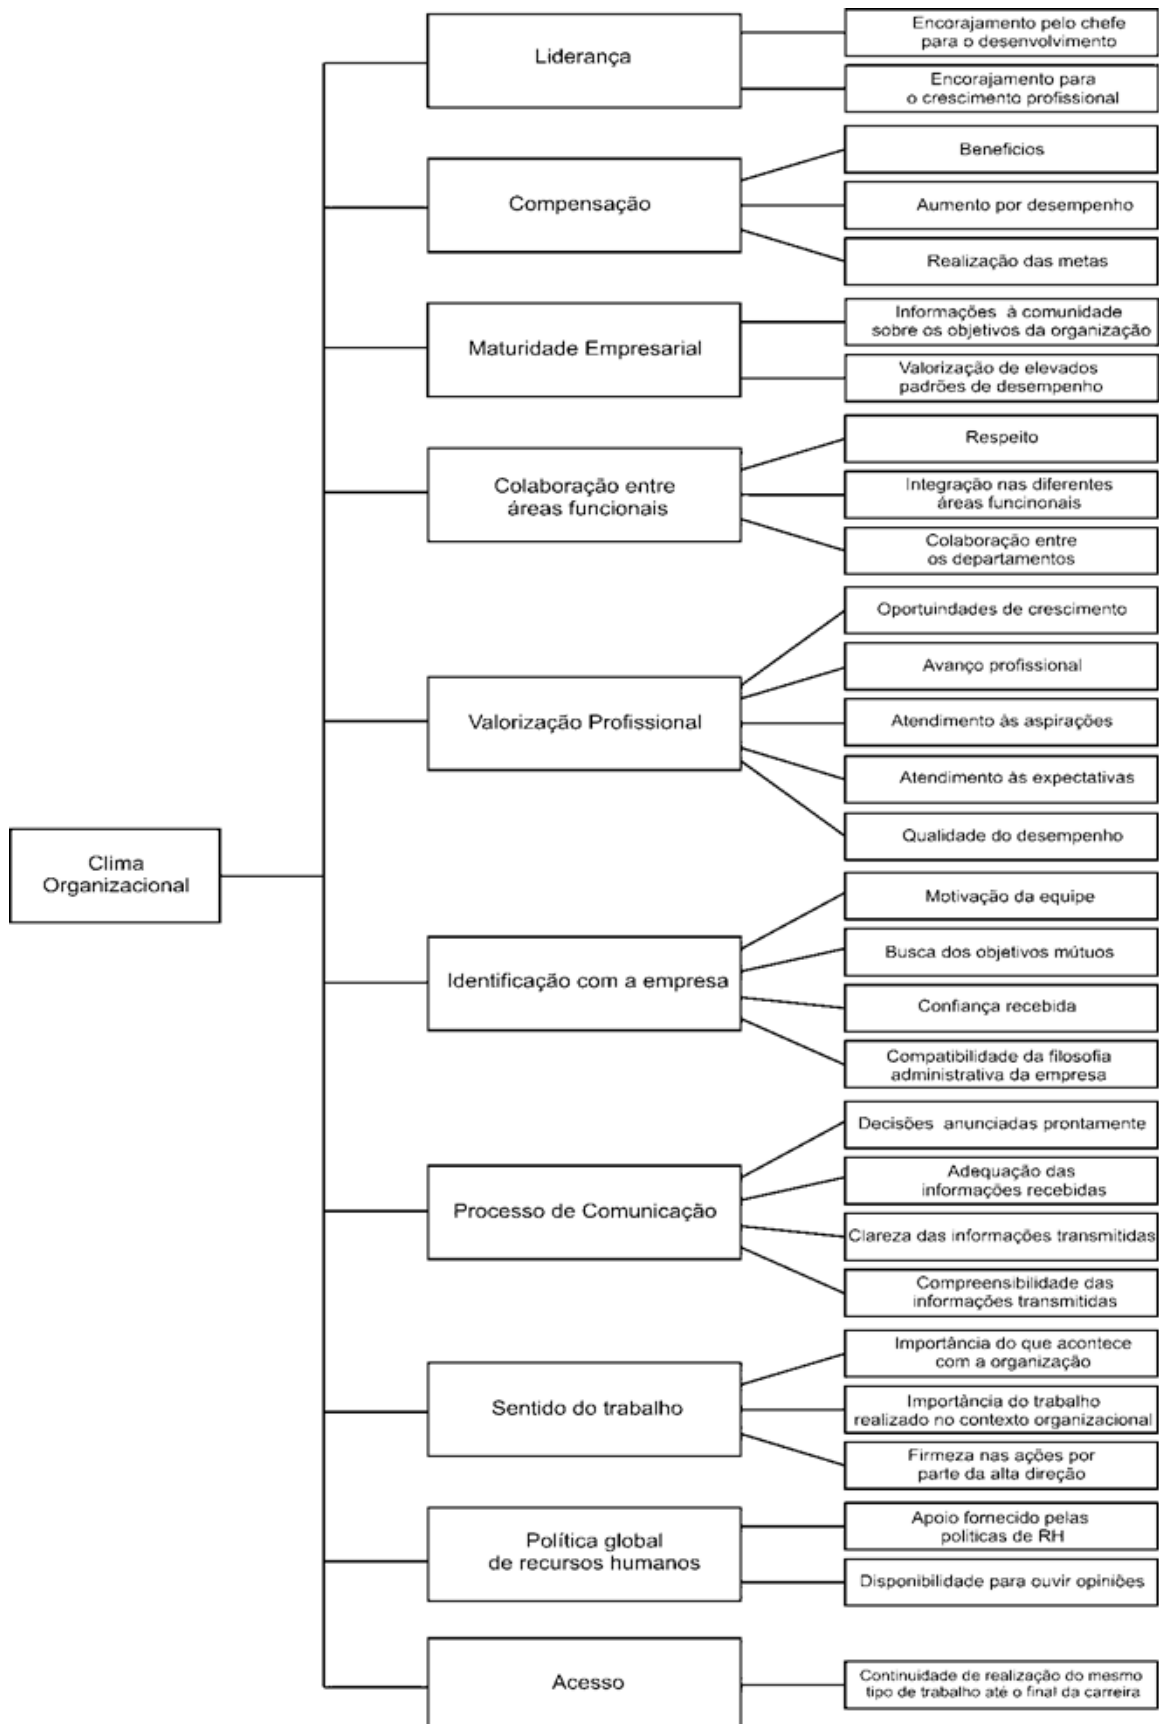 Liderança
Encorajamento pelo chefe
para o desenvolvimento
Encorajamento para
o crescimento profissional
Compensação
Beneficios
Aumento por desempenho
Realização das metas
Maturidade Empresarial
Informações à comunidade
sobre os objetivos da organização
Valorização de elevados
padrões de desempenho
Colaboração entre
áreas funcionais
Respeito
Integração nas diferentes
áreas funcinonais
Colaboração entre
os departamentos
Valorização Profissional
Oportuindades de crescimento
Avanço profissional
Atendimento às aspirações
Atendimento às expectativas
Qualidade do desempenho
Clima
Organizacional
Identificação com a empresa
Motivação da equipe
Busca dos objetivos mútuos
Confiança recebida
Compatibilidade da filosofia
administrativa da empresa
Processo de Comunicação
Decisões anunciadas prontamente
Adequação das
informações recebidas
Clareza das informações transmitidas
Compreensibilidade das
informações transmitidas
Sentido do trabalho
Importância do que acontece
com a organização
Importância do trabalho
realizado no contexto organizacional
Firmeza nas ações por
parte da alta direção
Política global
de recursos humanos
Apoio fornecido pelas
politicas de RH
Disponibilidade para ouvir opiniões
Acesso
Continuidade de realização do mesmo
tipo de trabalho até o final da carreira